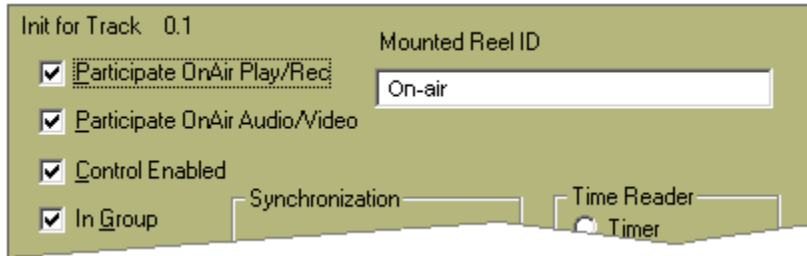 Init for Track 0.1
Mounted Reel ID
Participate OnAir Play/Rec
On-air
Participate OnAir Audio/Video
Control Enabled
Synchronization
Time Reader
In Group
Timer